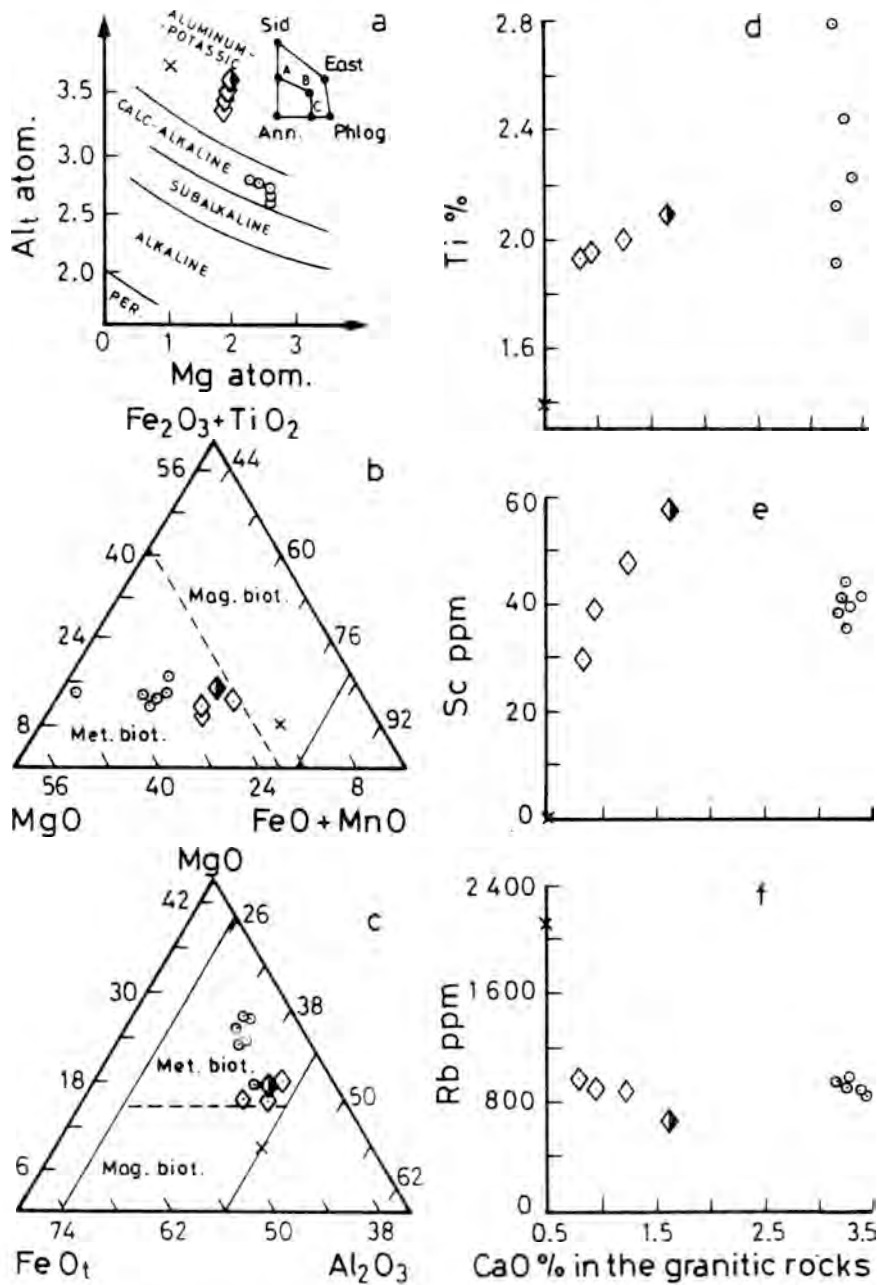 a
ALUMINUM-
POTASSIC
Sid
East
A
B
C
Ann.
Phlog.
CALC-ALKALINE
SUBALKALINE
ALKALINE
PER.
Alt atom.
3.5
3.0
2.5
2.0
0
1
2
3
Mg atom.
b
Fe2O3+TiO2
56
44
40
60
Mag. biot.
24
76
8
Met. biot.
92
56
40
24
8
MgO
FeO+MnO
c
MgO
42
26
30
38
Met. biot.
18
50
Mag. biot.
6
62
74
62
50
38
FeOt
Al2O3
d
Ti %
2.8
2.4
2.0
1.6
e
Sc ppm
60
40
20
0
f
Rb ppm
2400
1600
800
0
0.5
1.5
2.5
3.5
CaO % in the granitic rocks